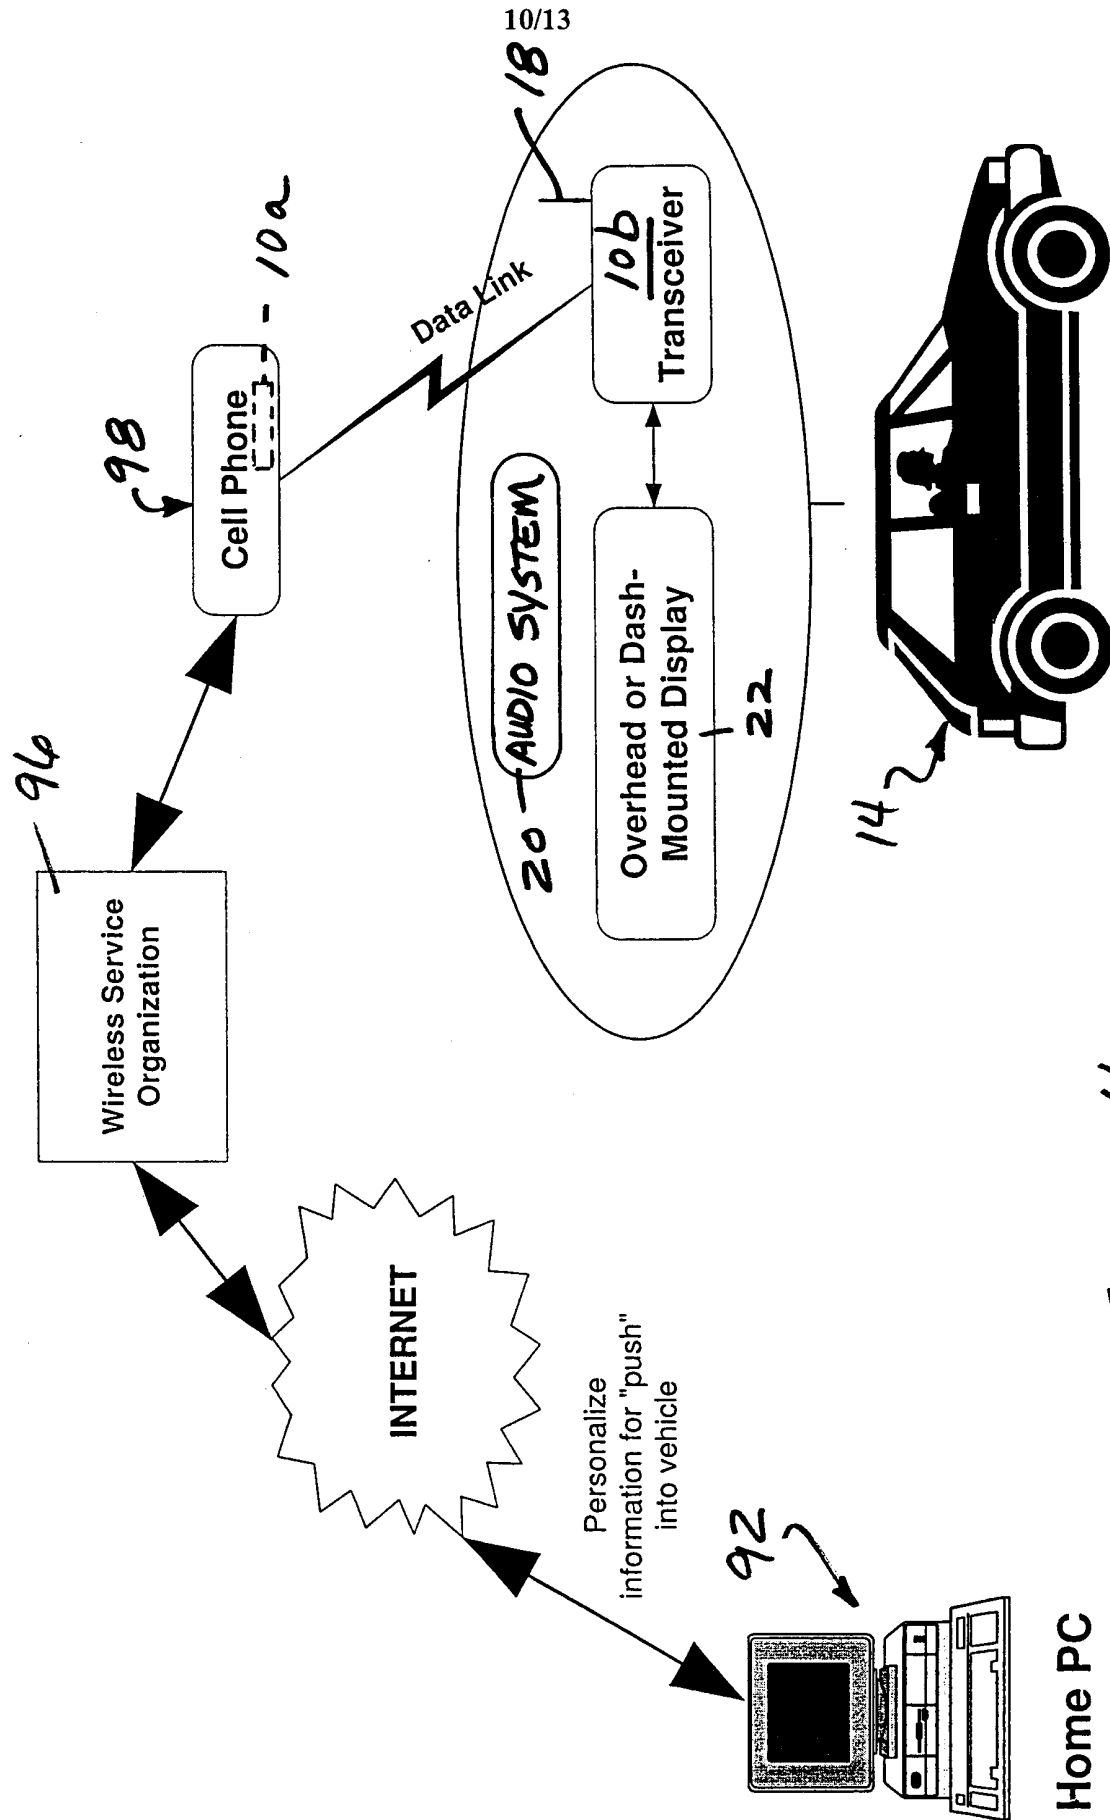 10/13
96
Wireless Service
Organization
98
Cell Phone
10a
Data Link
18
10b
Transceiver
20
AUDIO SYSTEM
Overhead or Dash-
Mounted Display
22
14
INTERNET
Personalize
information for "push"
into vehicle
92
Home PC